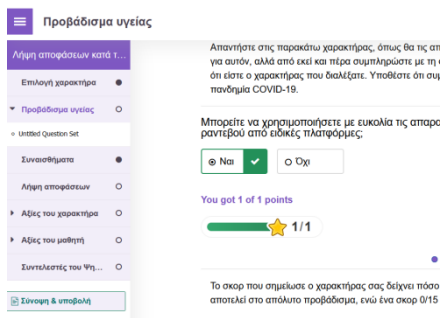 Προβάδισμα υγείας
Λήψη αποφάσεων κατά τ...
Επιλογή χαρακτήρα
Προβάδισμα υγείας
Untitled Question Set
Συναισθήματα
Λήψη αποφάσεων
Αξίες του χαρακτήρα
Αξίες του μαθητή
Συντελεστές του Ψη...
Σύνοψη & υποβολή
Απαντήστε στις παρακάτω χαρακτήρας, όπως θα τις απ
για αυτόν, αλλά από εκεί και πέρα συμπληρώστε με τη
ότι είστε ο χαρακτήρας που διαλέξατε. Υποθέστε ότι συμ
πανδημία COVID-19.
Μπορείτε να χρησιμοποιήσετε με ευκολία τις απαρα
ραντεβού από ειδικές πλατφόρμες;
Ναι
Όχι
You got 1 of 1 points
1/1
Το σκορ που σημείωσε ο χαρακτήρας σας δείχνει πόσο
αποτελεί στο απόλυτο προβάδισμα, ενώ ένα σκορ 0/15